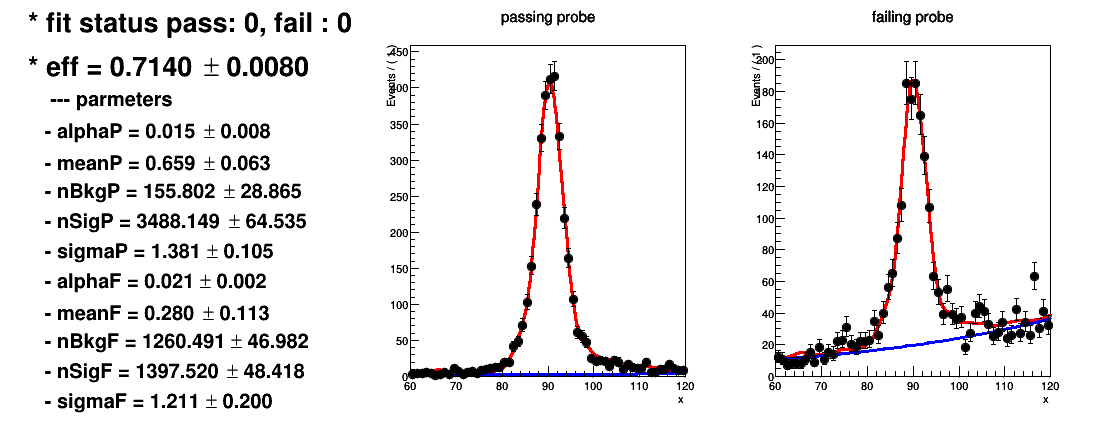 * fit status pass: 0, fail : 0
* eff = 0.7140 ± 0.0080
--- parmeters
- alphaP = 0.015 ± 0.008
- meanP = 0.659 ± 0.063
- nBkgP = 155.802 ± 28.865
- nSigP = 3488.149 ± 64.535
- sigmaP = 1.381 ± 0.105
- alphaF = 0.021 ± 0.002
- meanF = 0.280 ± 0.113
- nBkgF = 1260.491 ± 46.982
- nSigF = 1397.520 ± 48.418
- sigmaF = 1.211 ± 0.200
passing probe
Events / ( 1 )
450
400
350
300
250
200
150
100
50
0
60 70 80 90 100 110 120
x
failing probe
Events / ( 1 )
200
180
160
140
120
100
80
60
40
20
0
60 70 80 90 100 110 120
x